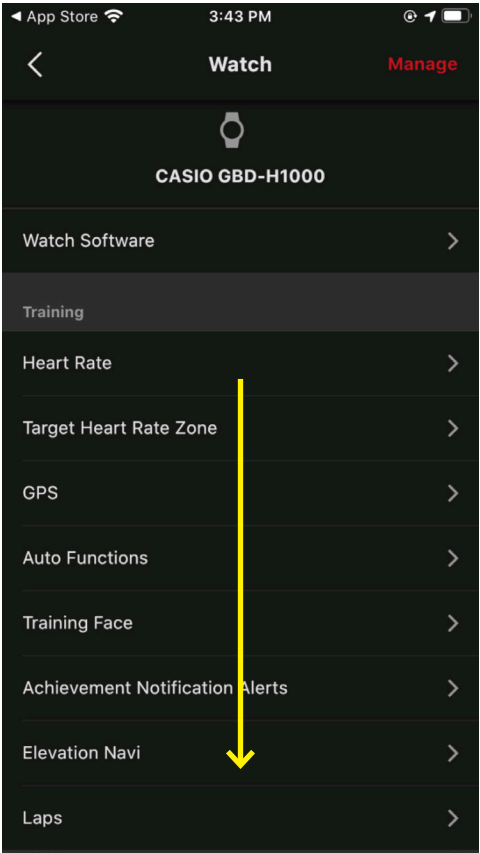 App Store
3:43 PM
Watch
Manage
CASIO GBD-H1000
Watch Software
Training
Heart Rate
Target Heart Rate Zone
GPS
Auto Functions
Training Face
Achievement Notification Alerts
Elevation Navi
Laps